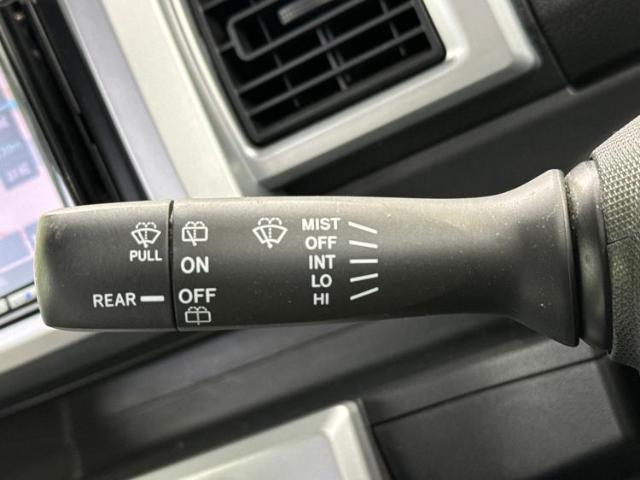 PULL
REAR
ON
OFF
MIST
OFF
INT
LO
HI